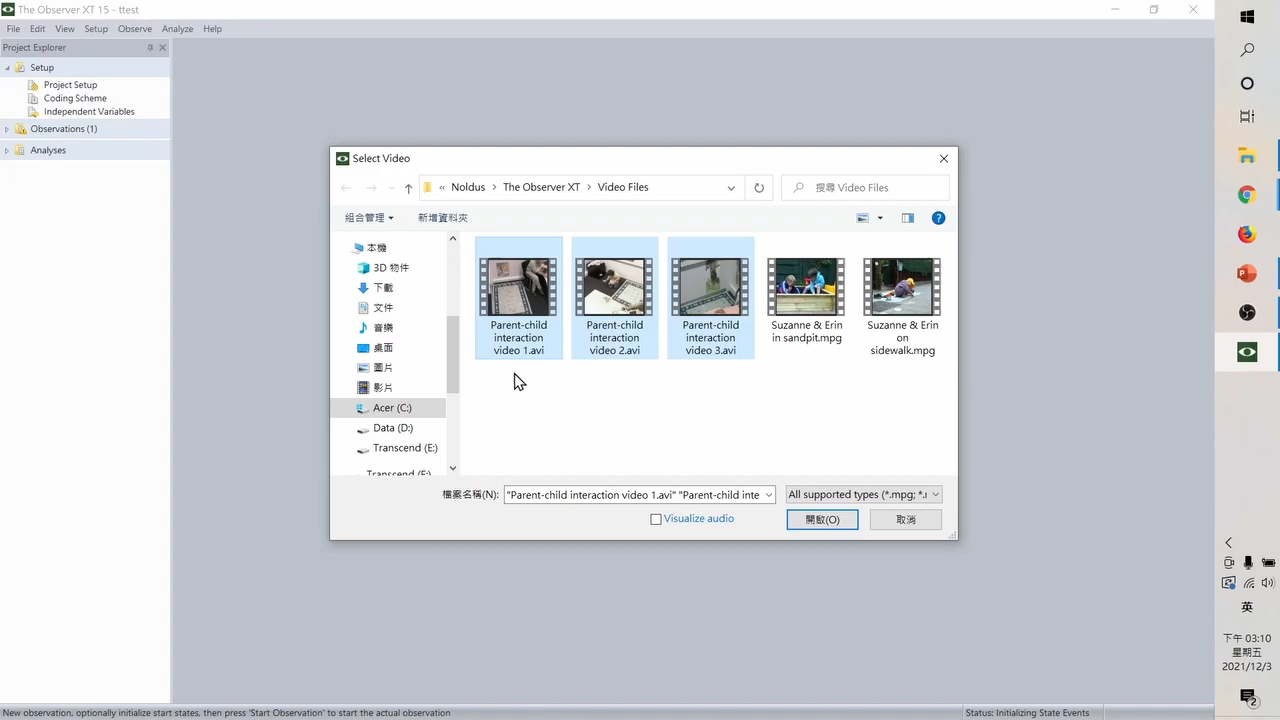 The Observer XT 15 - ttest
File Edit View Setup Observe Analyze Help
Project Explorer
Setup
Project Setup
Coding Scheme
Independent Variables
Observations (1)
Analyses
Select Video
« Noldus > The Observer XT > Video Files
搜尋 Video Files
組合管理
新增資料夾
本機
3D 物件
下載
文件
音樂
桌面
圖片
影片
Acer (C:)
Data (D:)
Transcend (E:)
Transcend (E:)
Parent-child
interaction
video 1.avi
Parent-child
interaction
video 2.avi
Parent-child
interaction
video 3.avi
Suzanne & Erin
in sandpit.mpg
Suzanne & Erin
on
sidewalk.mpg
檔案名稱(N):
"Parent-child interaction video 1.avi" "Parent-child inte
All supported types (*.mpg; *.r
Visualize audio
開啟(O)
取消
英
下午 03:10
星期五
2021/12/3
2
New observation, optionally initialize start states, then press 'Start Observation' to start the actual observation
Status: Initializing State Events